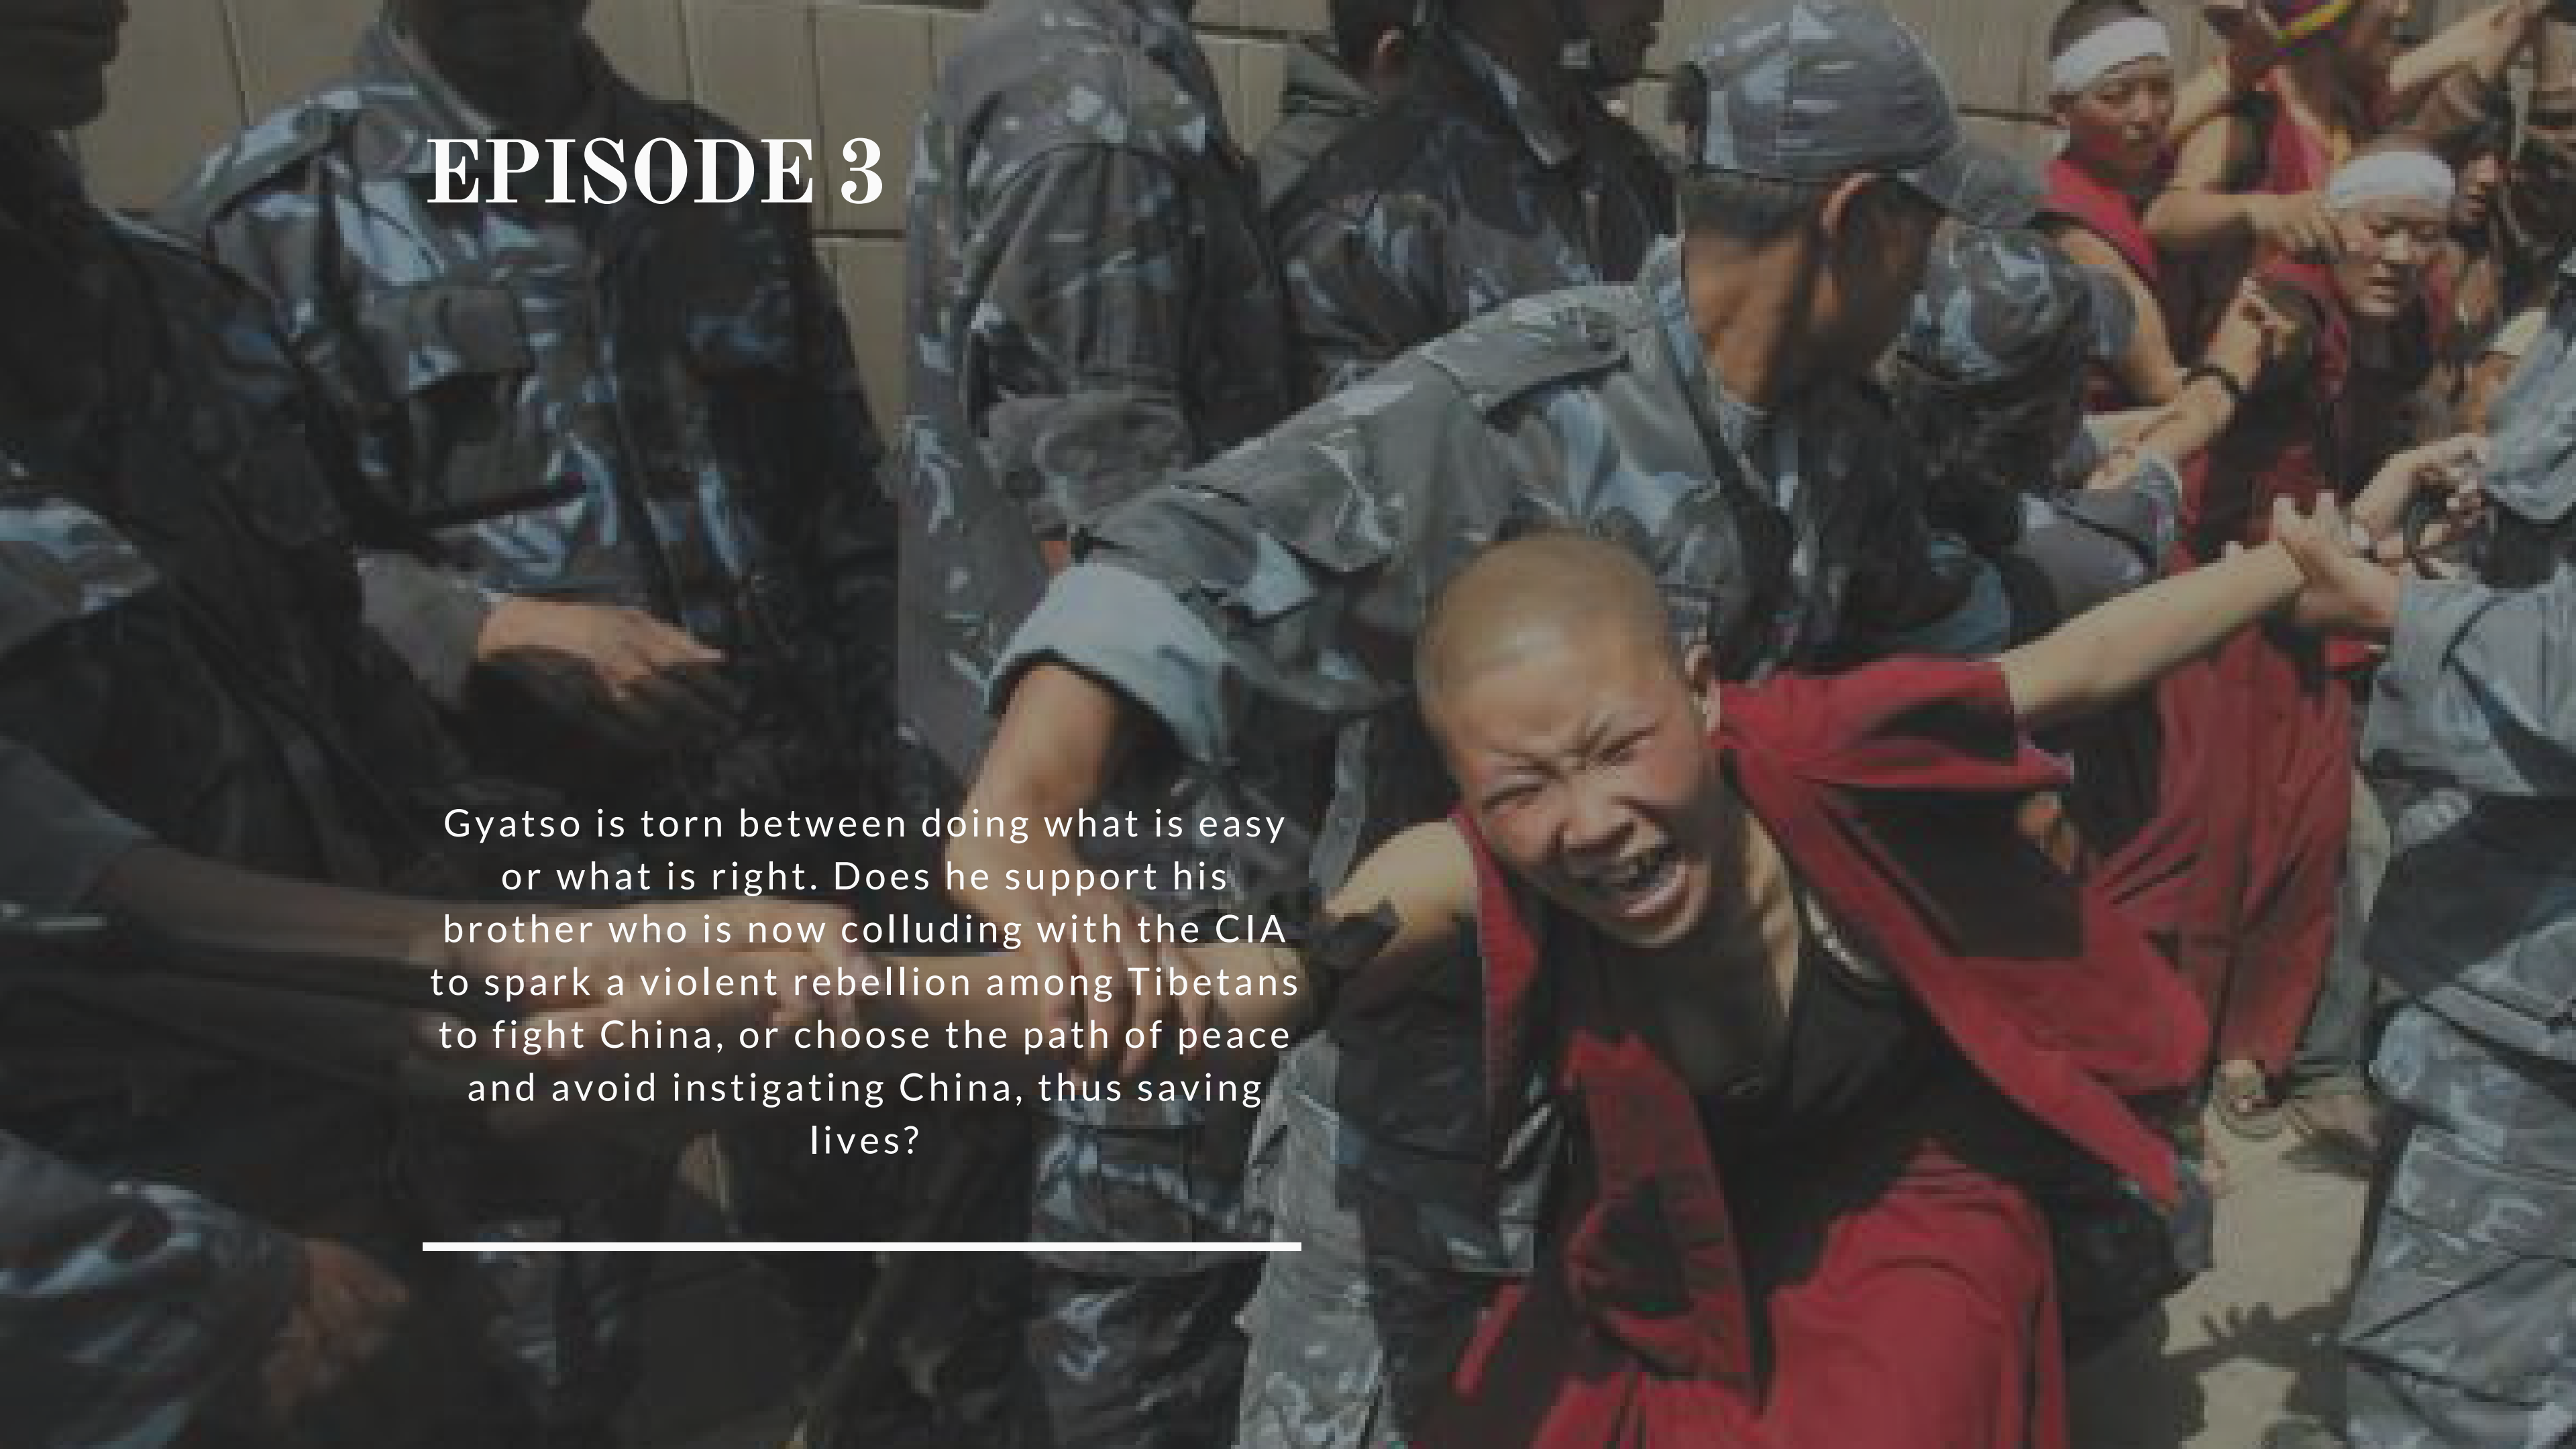 EPISODE 3
Gyatso is torn between doing what is easy
or what is right. Does he support his
brother who is now colluding with the CIA
to spark a violent rebellion among Tibetans
to fight China, or choose the path of peace
and avoid instigating China, thus saving
lives?